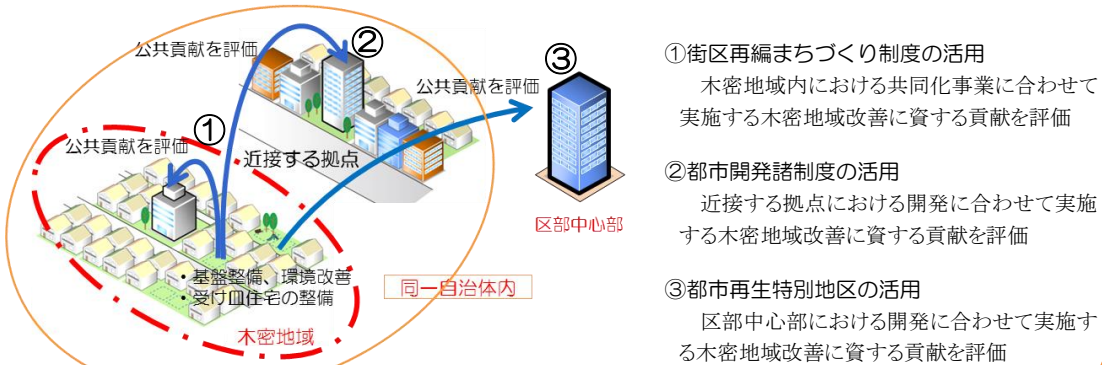 公共貢献を評価
②
③
公共貢献を評価
①
公共貢献を評価
近接する拠点
区部中心部
・基盤整備、環境改善
・受け皿住宅の整備
同一自治体内
木密地域
①街区再編まちづくり制度の活用
木密地域内における共同化事業に合わせて
実施する木密地域改善に資する貢献を評価
②都市開発諸制度の活用
近接する拠点における開発に合わせて実施
する木密地域改善に資する貢献を評価
③都市再生特別地区の活用
区部中心部における開発に合わせて実施す
る木密地域改善に資する貢献を評価